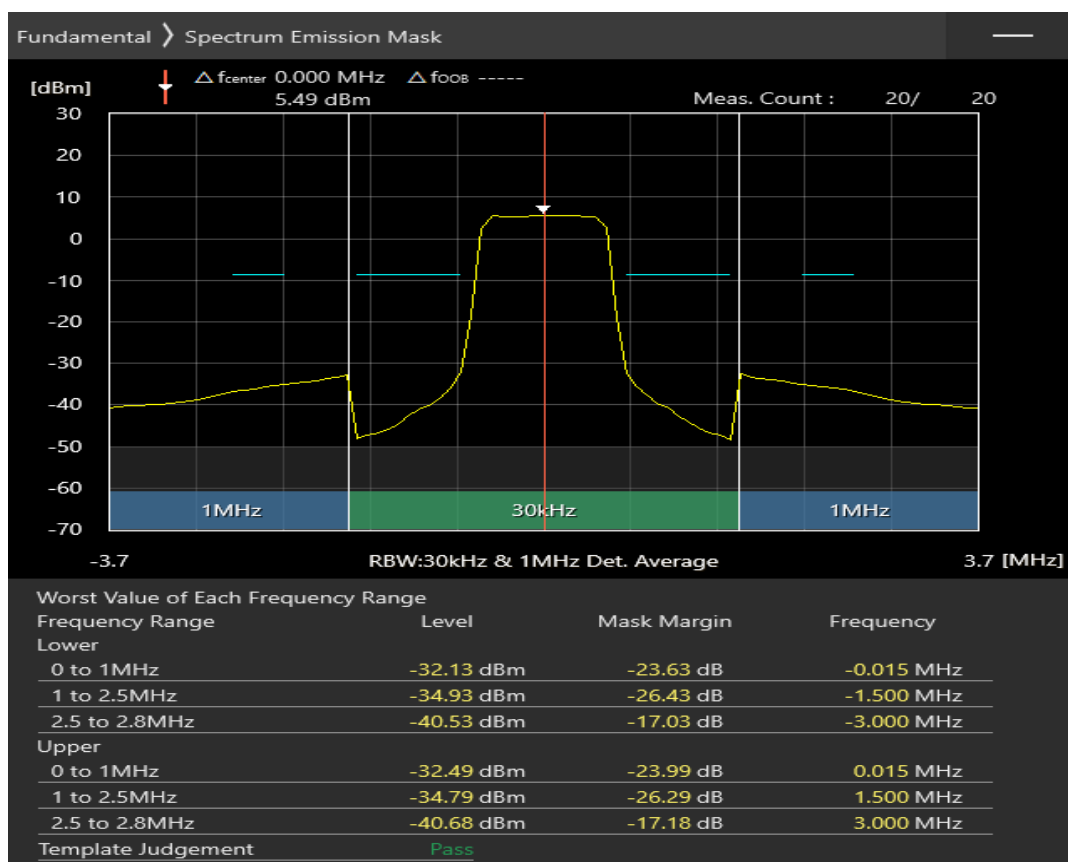 Fundamental ❯ Spectrum Emission Mask
[dBm] △ fcenter 0.000 MHz △ fOOB -----
5.49 dBm Meas. Count : 20/ 20
30
20
10
0
-10
-20
-30
-40
-50
-60
-70
1MHz 30kHz 1MHz
-3.7 RBW:30kHz & 1MHz Det. Average 3.7 [MHz]
Worst Value of Each Frequency Range
Frequency Range Level Mask Margin Frequency
Lower
0 to 1MHz -32.13 dBm -23.63 dB -0.015 MHz
1 to 2.5MHz -34.93 dBm -26.43 dB -1.500 MHz
2.5 to 2.8MHz -40.53 dBm -17.03 dB -3.000 MHz
Upper
0 to 1MHz -32.49 dBm -23.99 dB 0.015 MHz
1 to 2.5MHz -34.79 dBm -26.29 dB 1.500 MHz
2.5 to 2.8MHz -40.68 dBm -17.18 dB 3.000 MHz
Template Judgement Pass